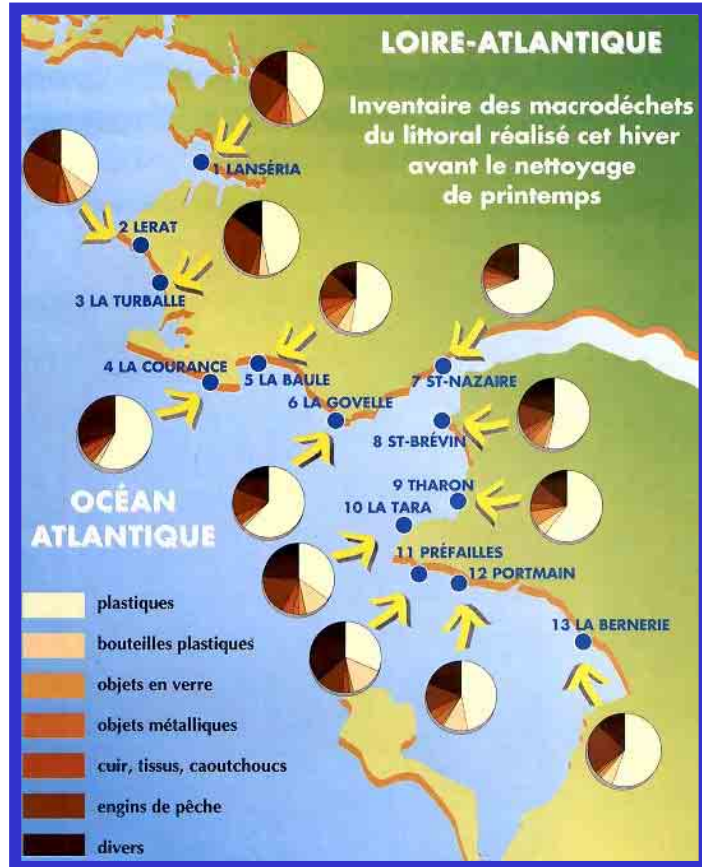 LOIRE-ATLANTIQUE
Inventaire des macrodéchets
du littoral réalisé cet hiver
avant le nettoyage
de printemps
1 LANSÉRIA
2 LERAT
3 LA TURBALLE
4 LA COURANCE
5 LA BAULE
6 LA GOVELLE
7 ST-NAZAIRE
8 ST-BRÉVIN
9 THARON
10 LA TARA
11 PRÉFAILLES
12 PORTMAIN
13 LA BERNERIE
OCÉAN
ATLANTIQUE
plastiques
bouteilles plastiques
objets en verre
objets métalliques
cuir, tissus, caoutchoucs
engins de pêche
divers